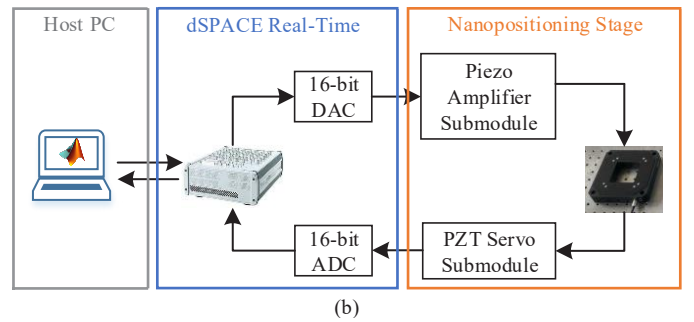 Host PC
dSPACE Real-Time
Nanopositioning Stage
16-bit
DAC
Piezo
Amplifier
Submodule
16-bit
ADC
PZT Servo
Submodule
(b)